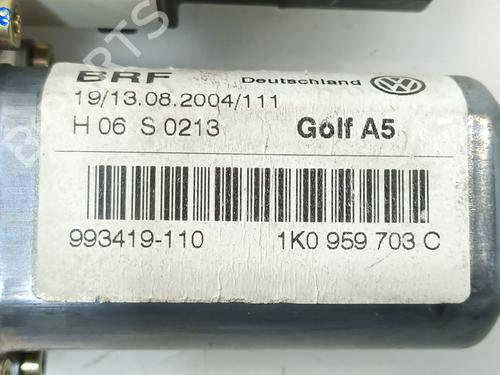 BRF Deutschland
19/13.08.2004/111
H 06 S 0213 Golf A5
993419-110 1K0 959 703 C